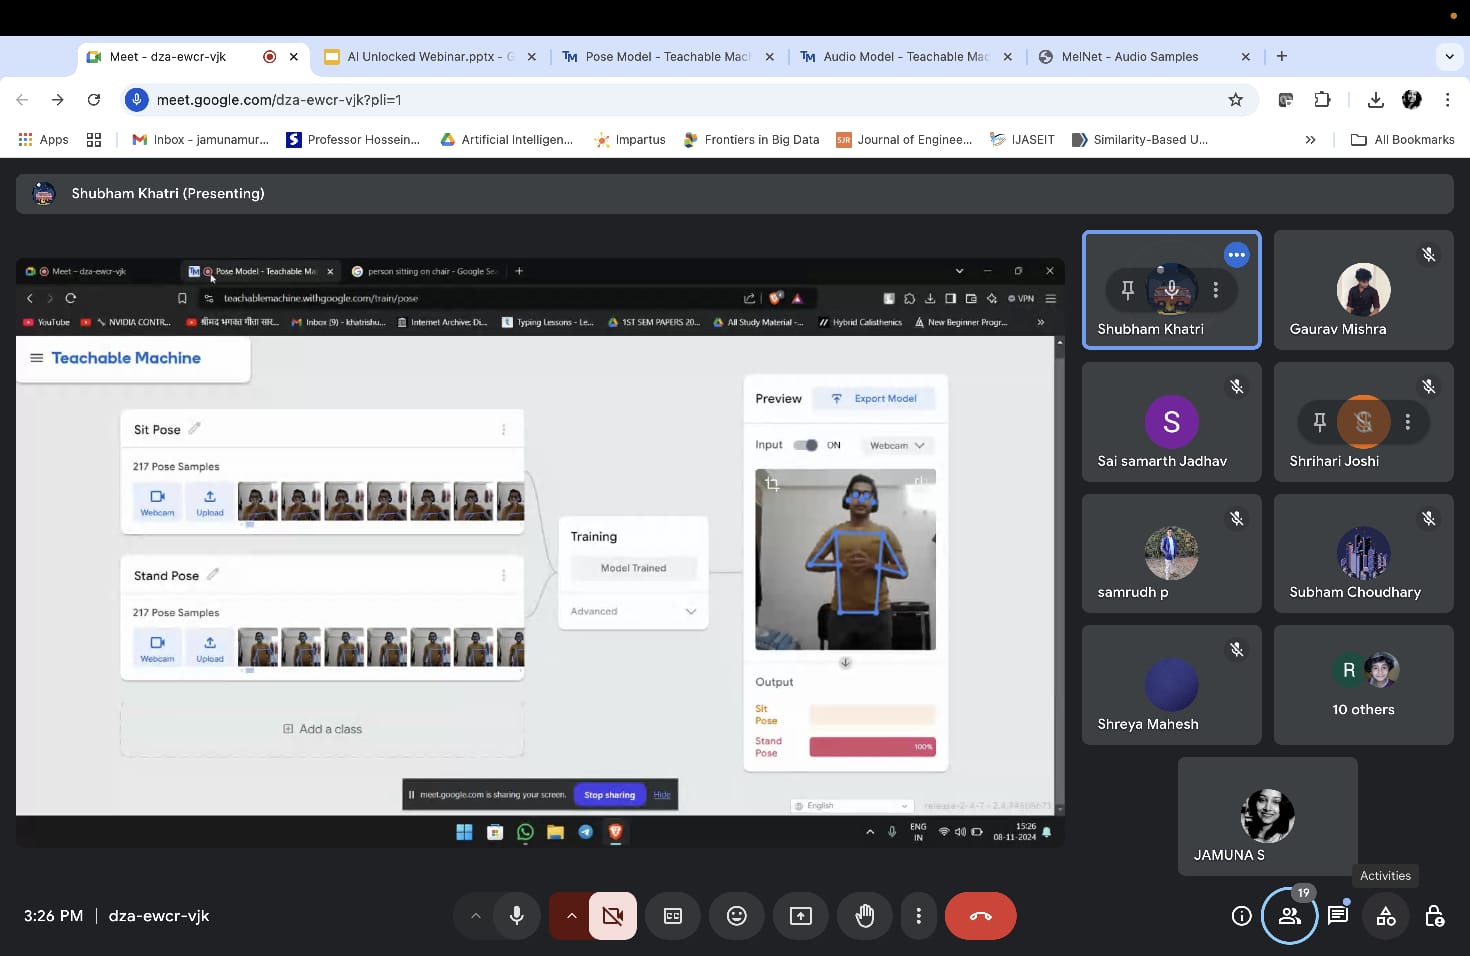 Meet - dza-ewcr-vjk
AI Unlocked Webinar.pptx - G
Pose Model - Teachable Mac
Audio Model - Teachable Mac
MelNet - Audio Samples
meet.google.com/dza-ewcr-vjk?pli=1
Apps
Inbox - jamunamur...
Professor Hossein...
Artificial Intelligen...
Impartus
Frontiers in Big Data
SJR
Journal of Enginee...
IJASEIT
Similarity-Based U...
All Bookmarks
Shubham Khatri (Presenting)
Meet - dza-ewcr-vjk
Pose Model - Teachable Ma
person sitting on chair - Google Se
teachablemachine.withgoogle.com/train/pose
VPN
YouTube
NVIDIA CONTR...
श्रीमद भगवत गीता सार...
Inbox (9) - khatrishu...
Internet Archive: Di...
Typing Lessons - Le...
1ST SEM PAPERS 20...
All Study Material -...
Hybrid Calisthenics
New Beginner Progr...
Teachable Machine
Sit Pose
217 Pose Samples
Webcam
Upload
Stand Pose
217 Pose Samples
Webcam
Upload
Add a class
Training
Model Trained
Advanced
Preview
Export Model
Input
ON
Webcam
Output
Sit
Pose
Stand
Pose
100%
meet.google.com is sharing your screen.
Stop sharing
Hide
English
ENG
IN
15:26
08-11-2024
Shubham Khatri
Gaurav Mishra
S
Sai samarth Jadhav
S
Shrihari Joshi
samrudh p
Subham Choudhary
Shreya Mahesh
R
10 others
JAMUNA S
Activities
19
3:26 PM | dza-ewcr-vjk